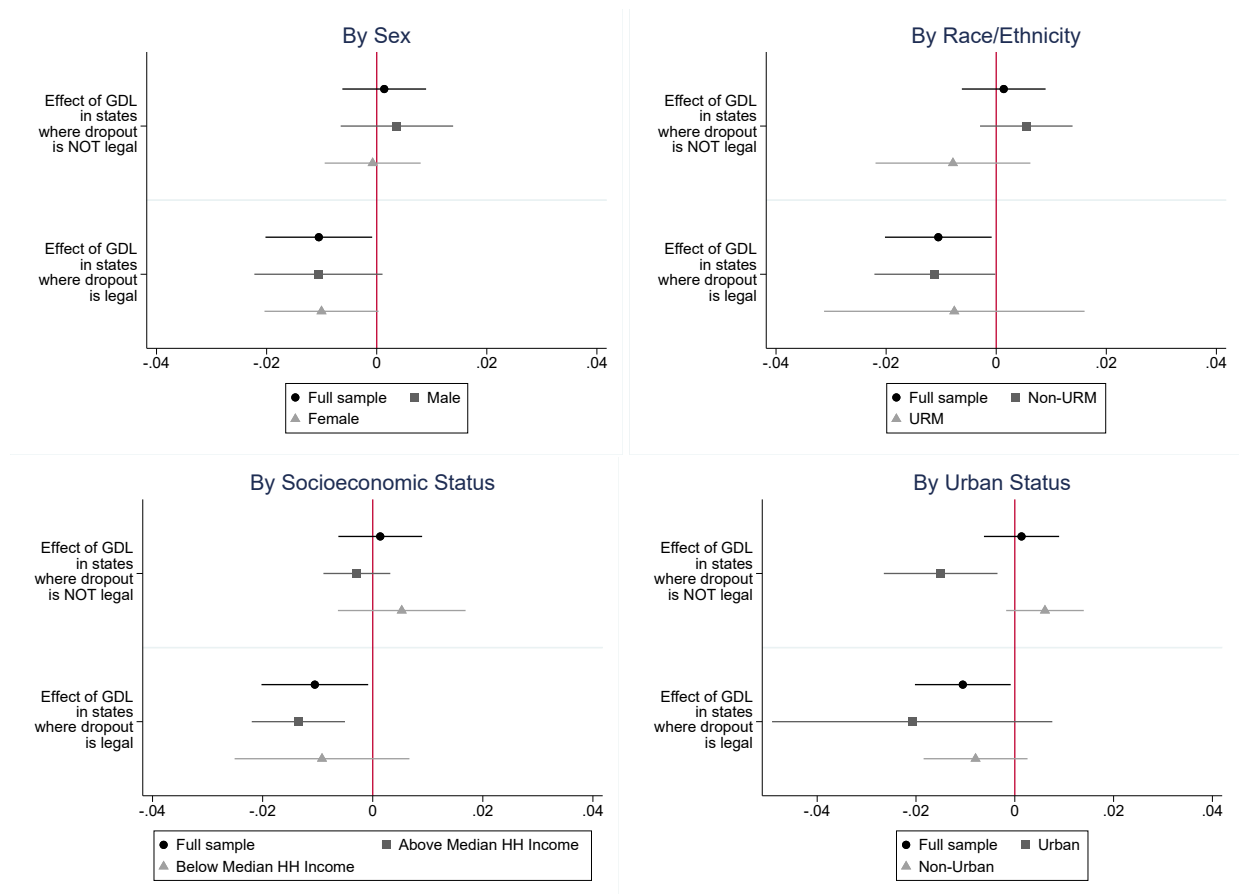 By Sex
Effect of GDL
in states
where dropout
is NOT legal
Effect of GDL
in states
where dropout
is legal
-.04 -.02 0 .02 .04
Full sample Male
Female
By Race/Ethnicity
Effect of GDL
in states
where dropout
is NOT legal
Effect of GDL
in states
where dropout
is legal
-.04 -.02 0 .02 .04
Full sample Non-URM
URM
By Socioeconomic Status
Effect of GDL
in states
where dropout
is NOT legal
Effect of GDL
in states
where dropout
is legal
-.04 -.02 0 .02 .04
Full sample Above Median HH Income
Below Median HH Income
By Urban Status
Effect of GDL
in states
where dropout
is NOT legal
Effect of GDL
in states
where dropout
is legal
-.04 -.02 0 .02 .04
Full sample Urban
Non-Urban